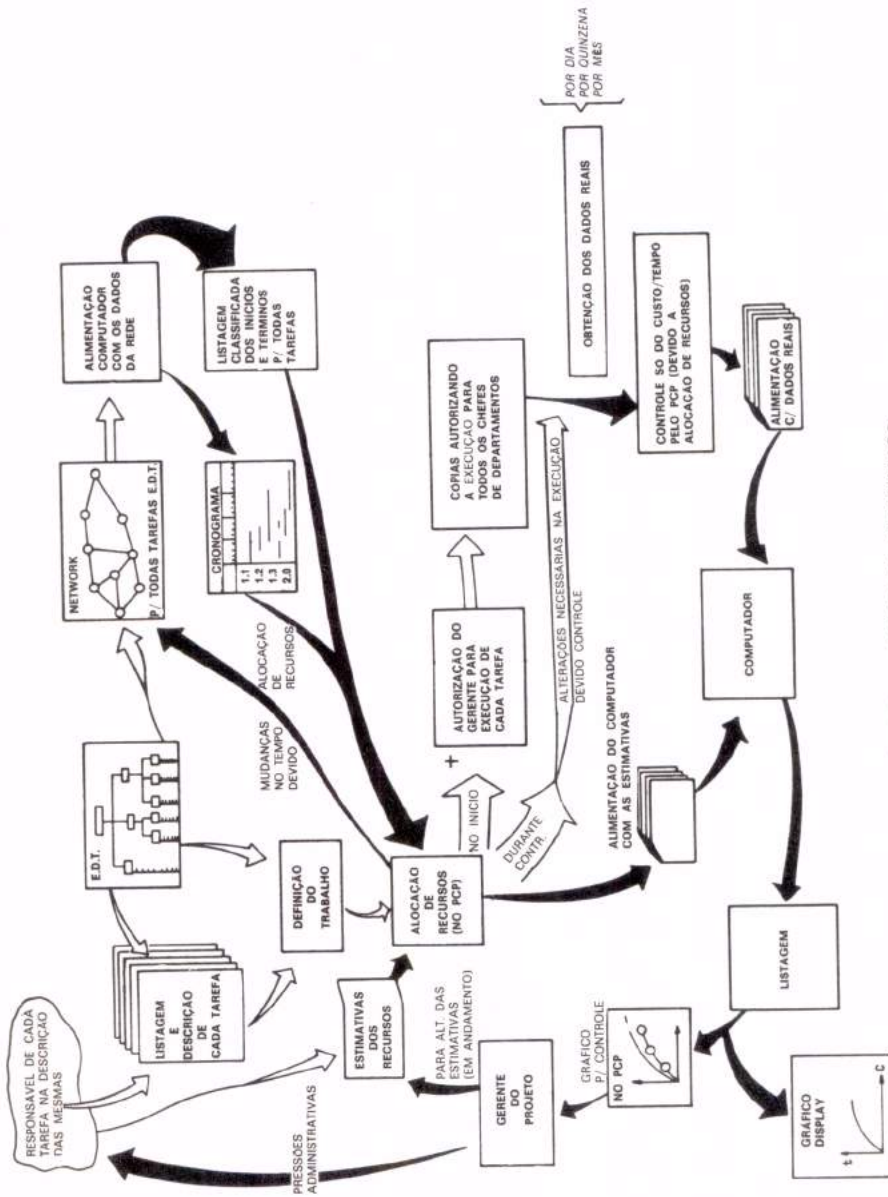 RESPONSÁVEL DE CADA
TAREFA NA DESCRIÇÃO
DAS MESMAS
LISTAGEM
E
DESCRIÇÃO
DE
CADA TAREFA
E.D.T.
NETWORK
P/ TODAS TAREFAS E.D.T.
ALIMENTAÇÃO
COMPUTADOR
COM OS DADOS
DA REDE
LISTAGEM
CLASSIFICADA
DOS INÍCIOS
E TERMINOS
P/ TODAS
TAREFAS
CRONOGRAMA
1.1
1.2
1.3
2.0
ALOCAÇÃO
DE
RECURSOS
MUDANÇAS
NO TEMPO
DEVIDO
DEFINIÇÃO
DO
TRABALHO
ESTIMATIVAS
DOS
RECURSOS
ALOCAÇÃO
DE
RECURSOS
(NO PCP)
PRESSÕES
ADMINISTRATIVAS
PARA ALT. DAS
ESTIMATIVAS
(EM ANDAMENTO)
GERENTE
DO
PROJETO
NO INICIO
+
AUTORIZAÇÃO DO
GERENTE PARA
EXECUÇÃO DE
CADA TAREFA
COPIAS AUTORIZANDO
A EXECUÇÃO PARA
TODOS OS CHEFES
DE DEPARTAMENTOS
DURANTE
CONTR.
ALTERAÇÕES NECESSÁRIAS NA EXECUÇÃO
DEVIDO CONTROLE
OBTENÇÃO DOS DADOS REAIS
POR DIA
POR QUINZENA
POR MÊS
CONTROLE SO DO CUSTO/TEMPO
PELO PCP (DEVIDO A
ALOCAÇÃO DE RECURSOS)
ALIMENTAÇÃO
C/ DADOS REAIS
ALIMENTAÇÃO DO COMPUTADOR
COM AS ESTIMATIVAS
COMPUTADOR
LISTAGEM
GRÁFICO
P/ CONTROLE
NO PCP
GRÁFICO
DISPLAY
t
C